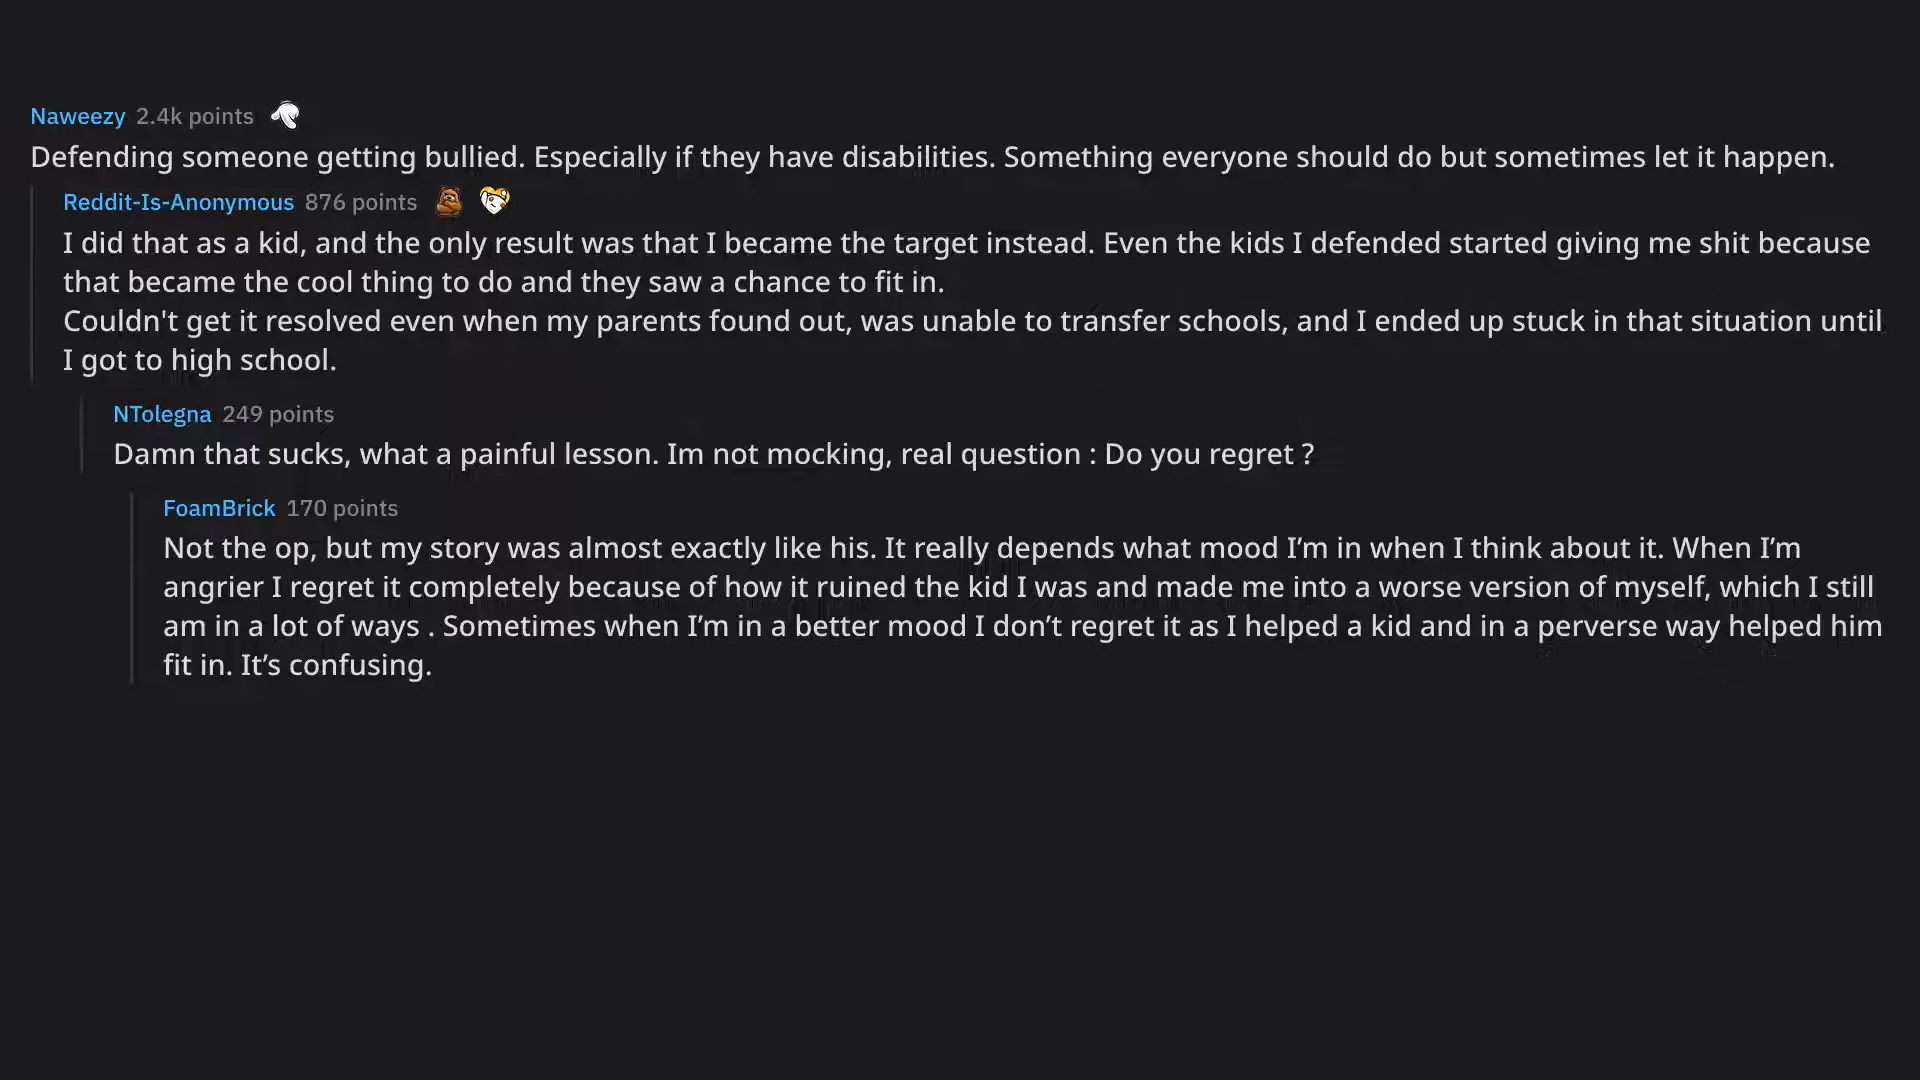 Naweezy 2.4k points
Defending someone getting bullied. Especially if they have disabilities. Something everyone should do but sometimes let it happen.
Reddit-Is-Anonymous 876 points
I did that as a kid, and the only result was that I became the target instead. Even the kids I defended started giving me shit because
that became the cool thing to do and they saw a chance to fit in.
Couldn't get it resolved even when my parents found out, was unable to transfer schools, and I ended up stuck in that situation until
I got to high school.
NTolegna 249 points
Damn that sucks, what a painful lesson. Im not mocking, real question : Do you regret ?
FoamBrick 170 points
Not the op, but my story was almost exactly like his. It really depends what mood I’m in when I think about it. When I’m
angrier I regret it completely because of how it ruined the kid I was and made me into a worse version of myself, which I still
am in a lot of ways . Sometimes when I’m in a better mood I don’t regret it as I helped a kid and in a perverse way helped him
fit in. It’s confusing.